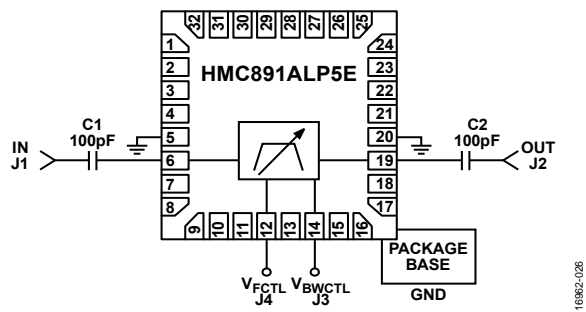 32 31 30 29 28 27 26 25
1 24
HMC891ALP5E
2 23
3 22
4 21
C1
100pF
5 20
C2
100pF
IN
J1
6 19
OUT
J2
7 18
8 17
9 10 11 12 13 14 15 16
PACKAGE
BASE
GND
VFCTL
J4
VBWCTL
J3
16962-026